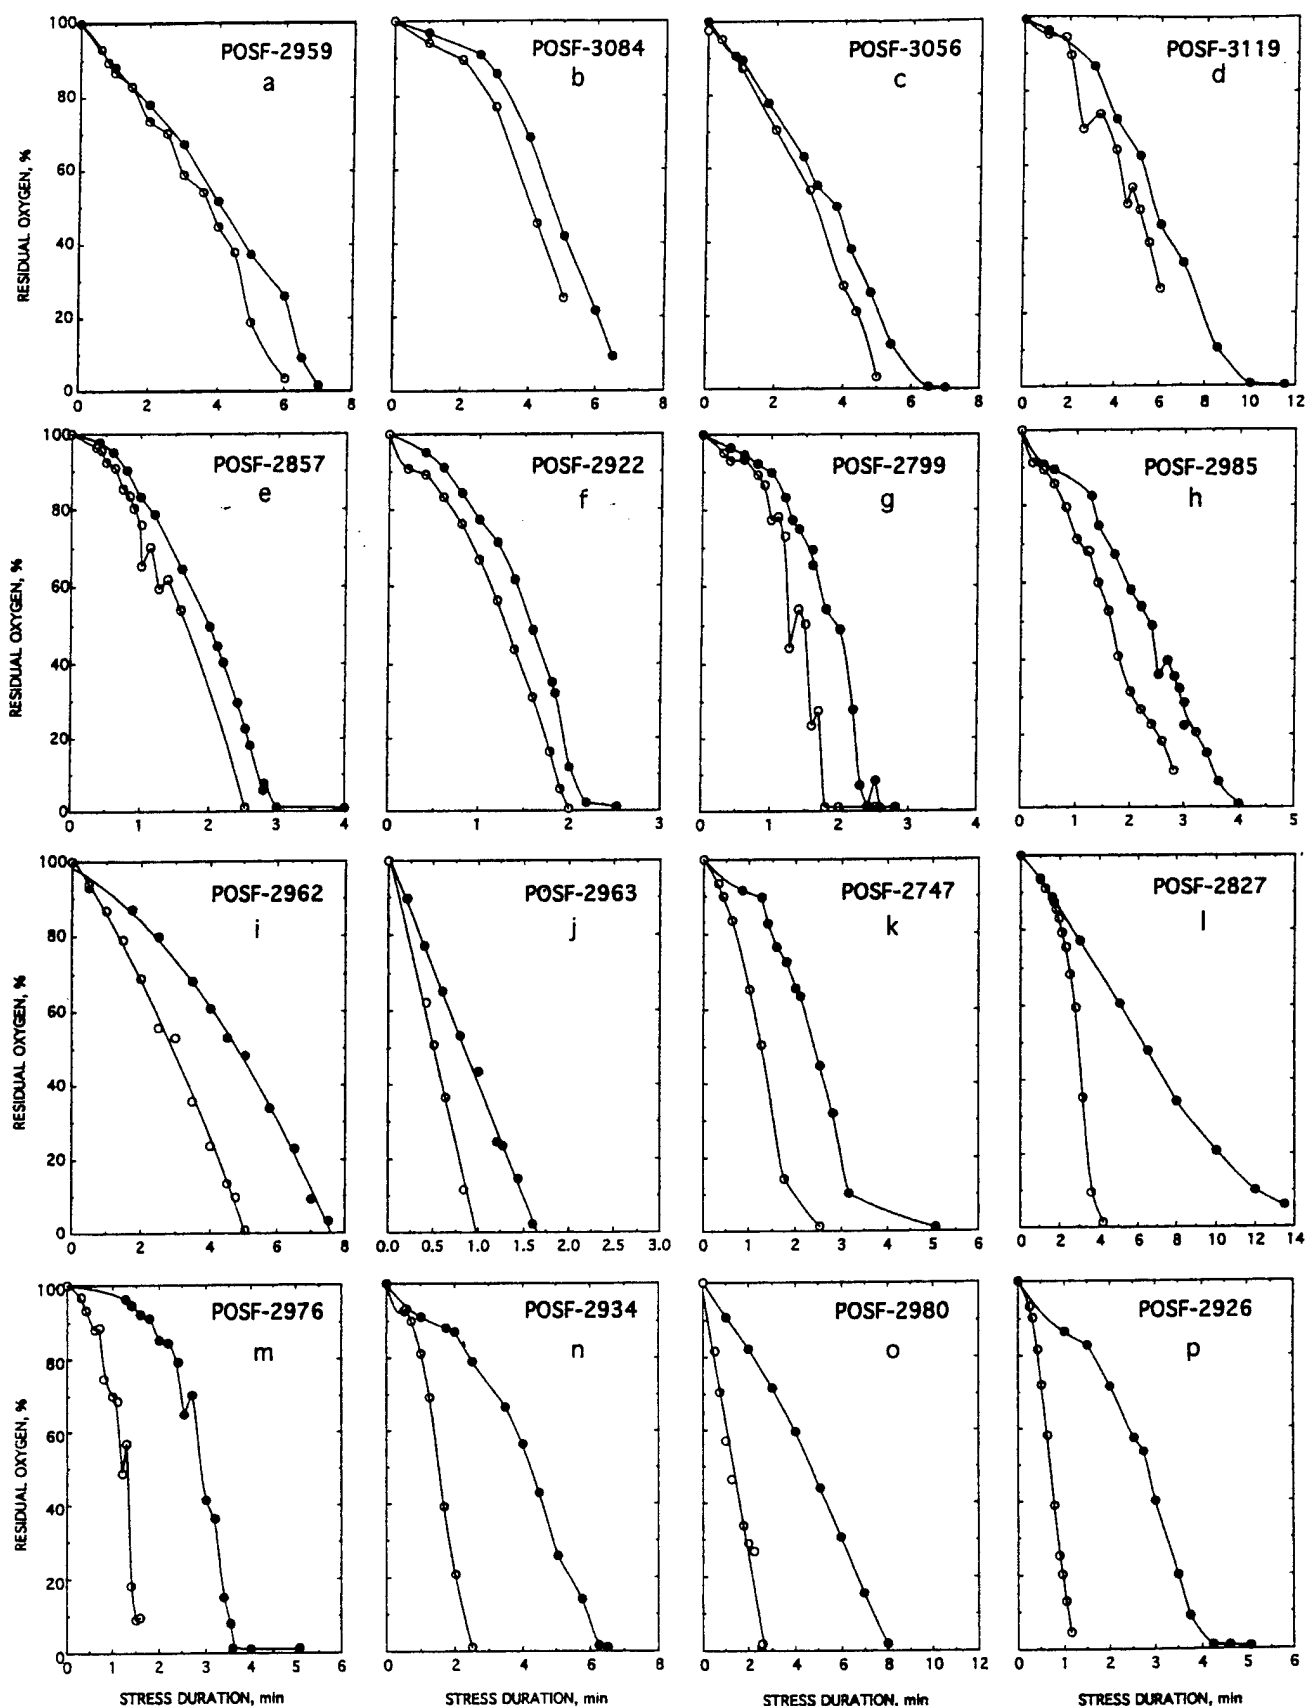 POSF-2959
a
POSF-3084
b
POSF-3056
c
POSF-3119
d
RESIDUAL OXYGEN, %
100
80
60
40
20
0
0 2 4 6 8
0 2 4 6 8
0 2 4 6 8
0 2 4 6 8 10 12
POSF-2857
e
POSF-2922
f
POSF-2799
g
POSF-2985
h
RESIDUAL OXYGEN, %
100
80
60
40
20
0
0 1 2 3 4
0 1 2 3
0 1 2 3 4
0 1 2 3 4 5
POSF-2962
i
POSF-2963
j
POSF-2747
k
POSF-2827
l
RESIDUAL OXYGEN, %
100
80
60
40
20
0
0 2 4 6 8
0.0 0.5 1.0 1.5 2.0 2.5 3.0
0 1 2 3 4 5 6
0 2 4 6 8 10 12 14
POSF-2976
m
POSF-2934
n
POSF-2980
o
POSF-2926
p
RESIDUAL OXYGEN, %
100
80
60
40
20
0
0 1 2 3 4 5 6
0 2 4 6 8
0 2 4 6 8 10 12
0 1 2 3 4 5 6
STRESS DURATION, min
STRESS DURATION, min
STRESS DURATION, min
STRESS DURATION, min